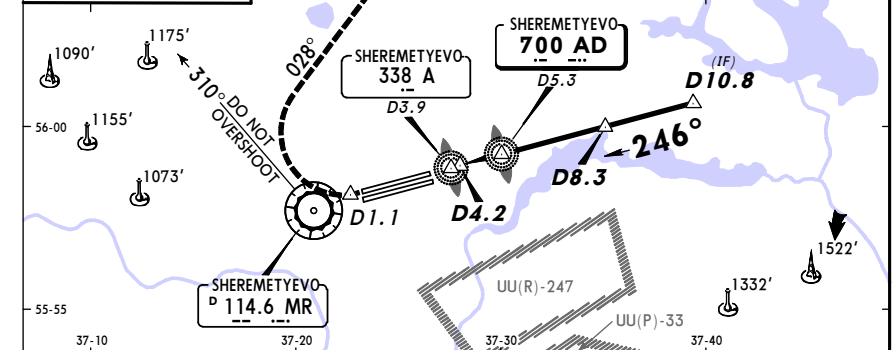 1175'
1090'
028°
SHEREMETYEVO
338 A
D3.9
SHEREMETYEVO
700 AD
D5.3
(IF)
D10.8
310° DO NOT
OVERSHOOT
56-00
1155'
246°
D8.3
1073'
D1.1
D4.2
1522'
SHEREMETYEVO
D 114.6 MR
UU(R)-247
1332'
UU(P)-33
55-55
37-10
37-20
37-30
37-40